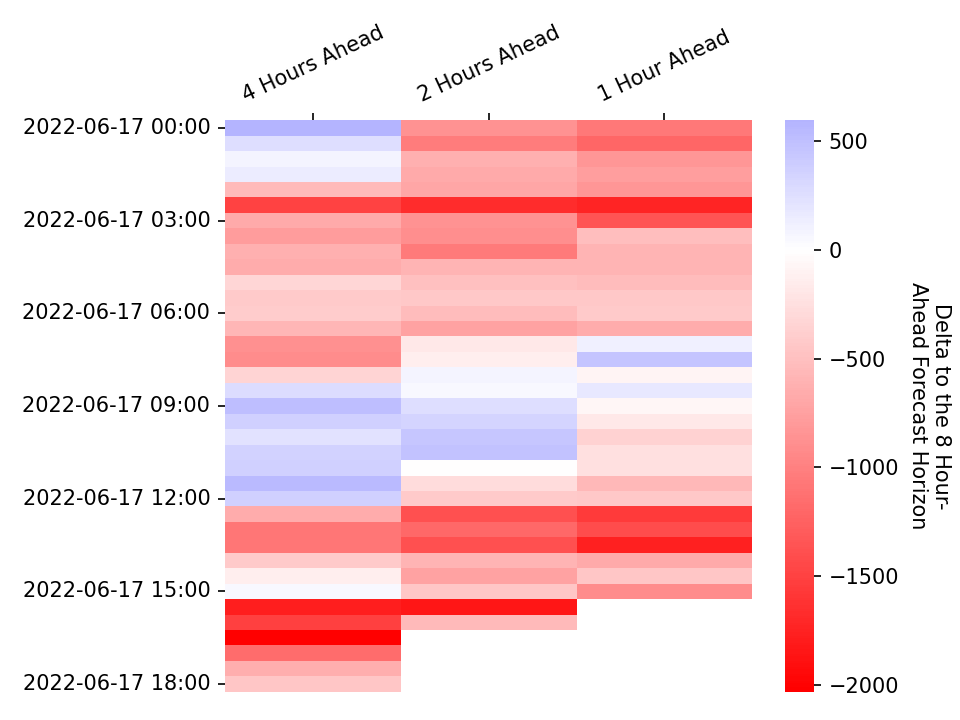 4 Hours Ahead
2 Hours Ahead
1 Hour Ahead
2022-06-17 00:00
2022-06-17 03:00
2022-06-17 06:00
2022-06-17 09:00
2022-06-17 12:00
2022-06-17 15:00
2022-06-17 18:00
500
0
−500
−1000
−1500
−2000
Delta to the 8 Hour-
Ahead Forecast Horizon